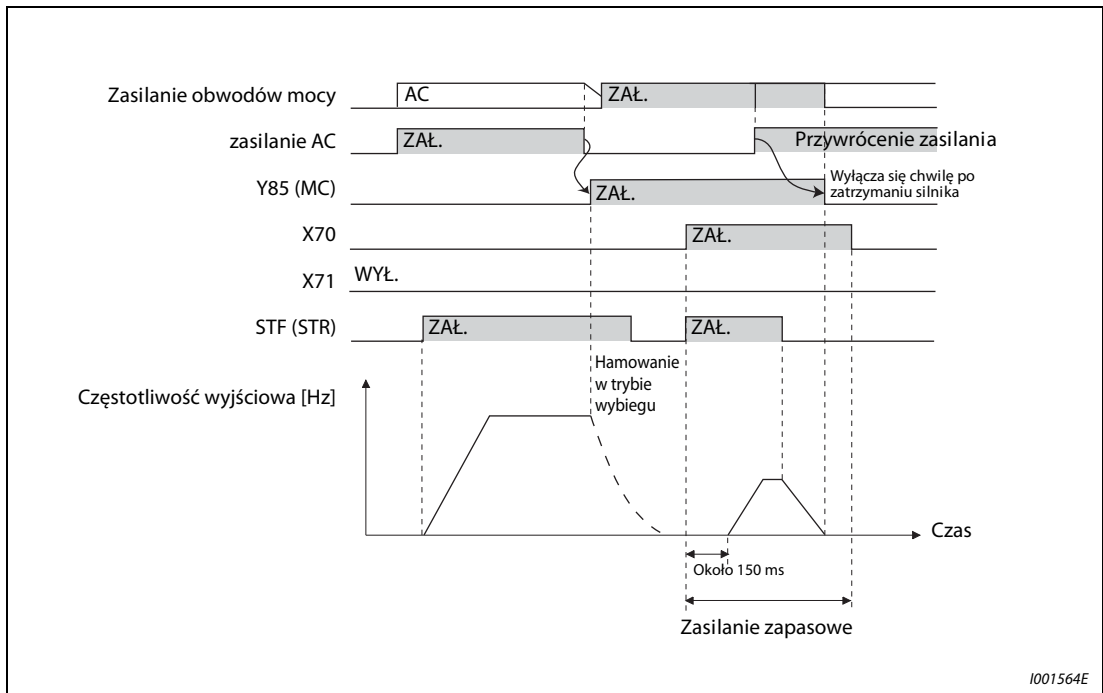 Zasilanie obwodów mocy
AC
ZAŁ.
zasilanie AC
ZAŁ.
Przywrócenie zasilania
Y85 (MC)
ZAŁ.
Wyłącza się chwilę po
zatrzymaniu silnika
X70
ZAŁ.
X71
WYŁ.
STF (STR)
ZAŁ.
ZAŁ.
Hamowanie
w trybie
wybiegu
Częstotliwość wyjściowa [Hz]
Czas
Około 150 ms
Zasilanie zapasowe
I001564E